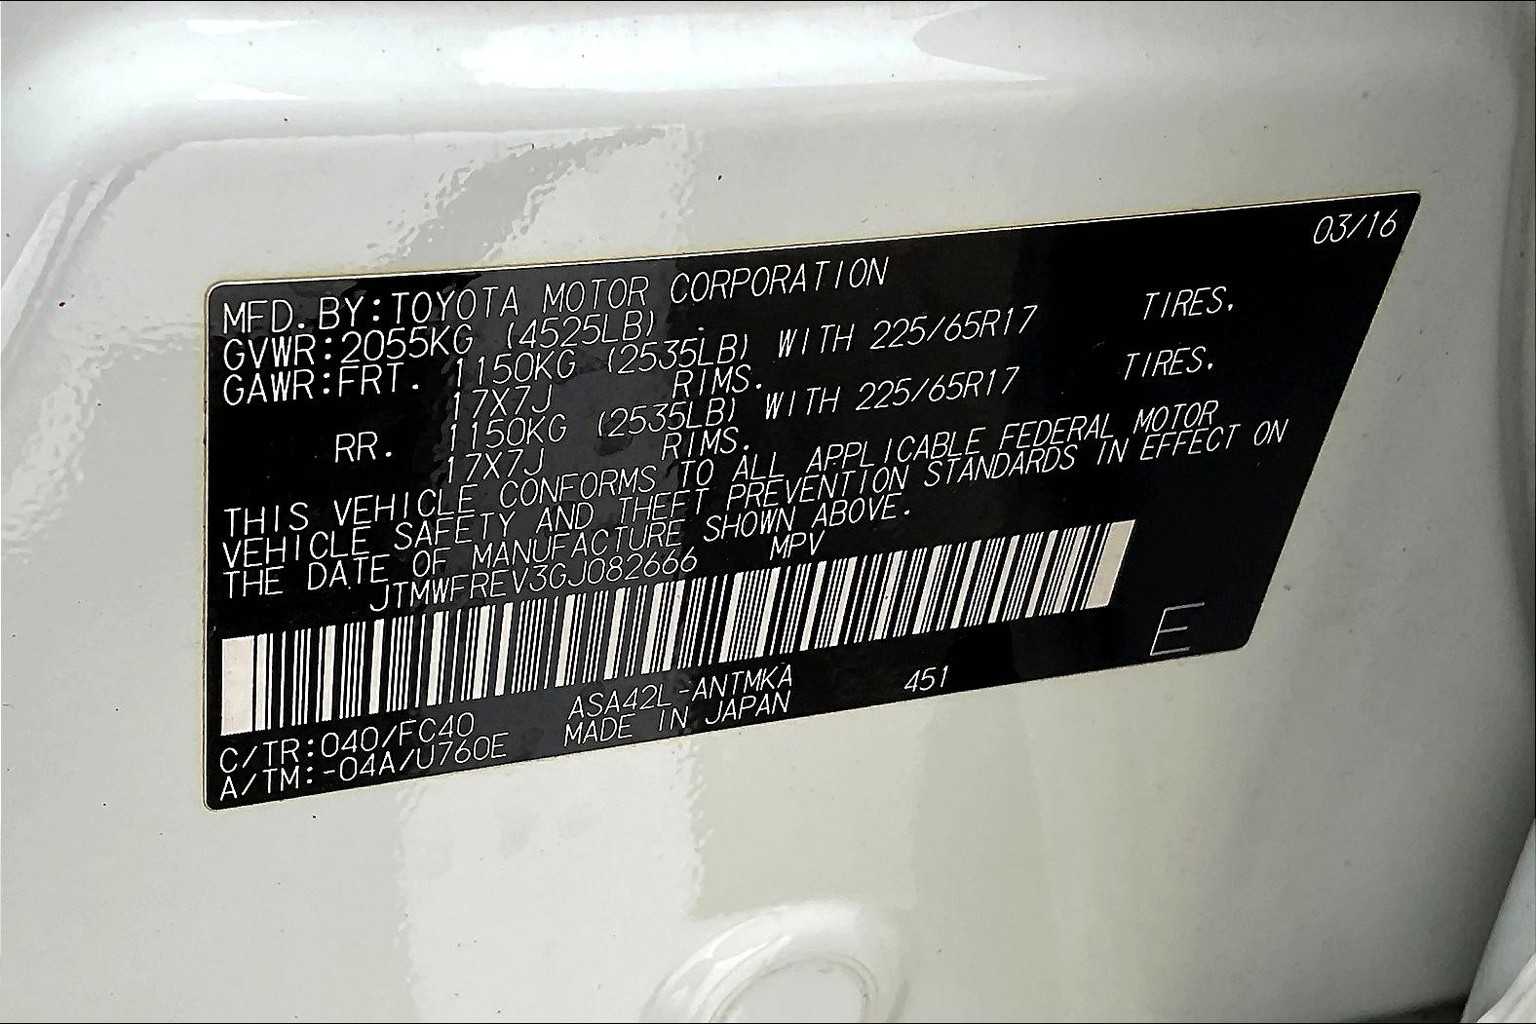 03/16
MFD. BY:TOYOTA MOTOR CORPORATION
GVWR:2055KG (4525LB)
GAWR:FRT. 1150KG (2535LB) WITH 225/65R17 TIRES.
17X7J RIMS.
RR. 1150KG (2535LB) WITH 225/65R17 TIRES.
17X7J RIMS.
THIS VEHICLE CONFORMS TO ALL APPLICABLE FEDERAL MOTOR
VEHICLE SAFETY AND THEFT PREVENTION STANDARDS IN EFFECT ON
THE DATE OF MANUFACTURE SHOWN ABOVE.
JTMWFREV3GJ082666 MPV
E
C/TR:040/FC40 ASA42L-ANTMKA 451
A/TM:-04A/U760E MADE IN JAPAN